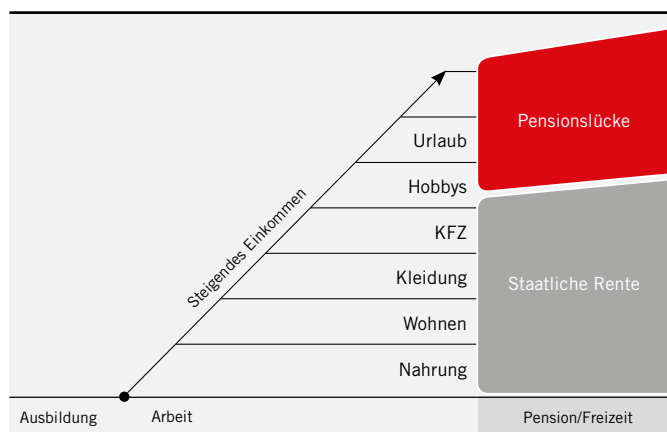 Pensionslücke
Urlaub
Hobbys
Steigendes Einkommen
KFZ
Kleidung
Staatliche Rente
Wohnen
Nahrung
Ausbildung
Arbeit
Pension/Freizeit